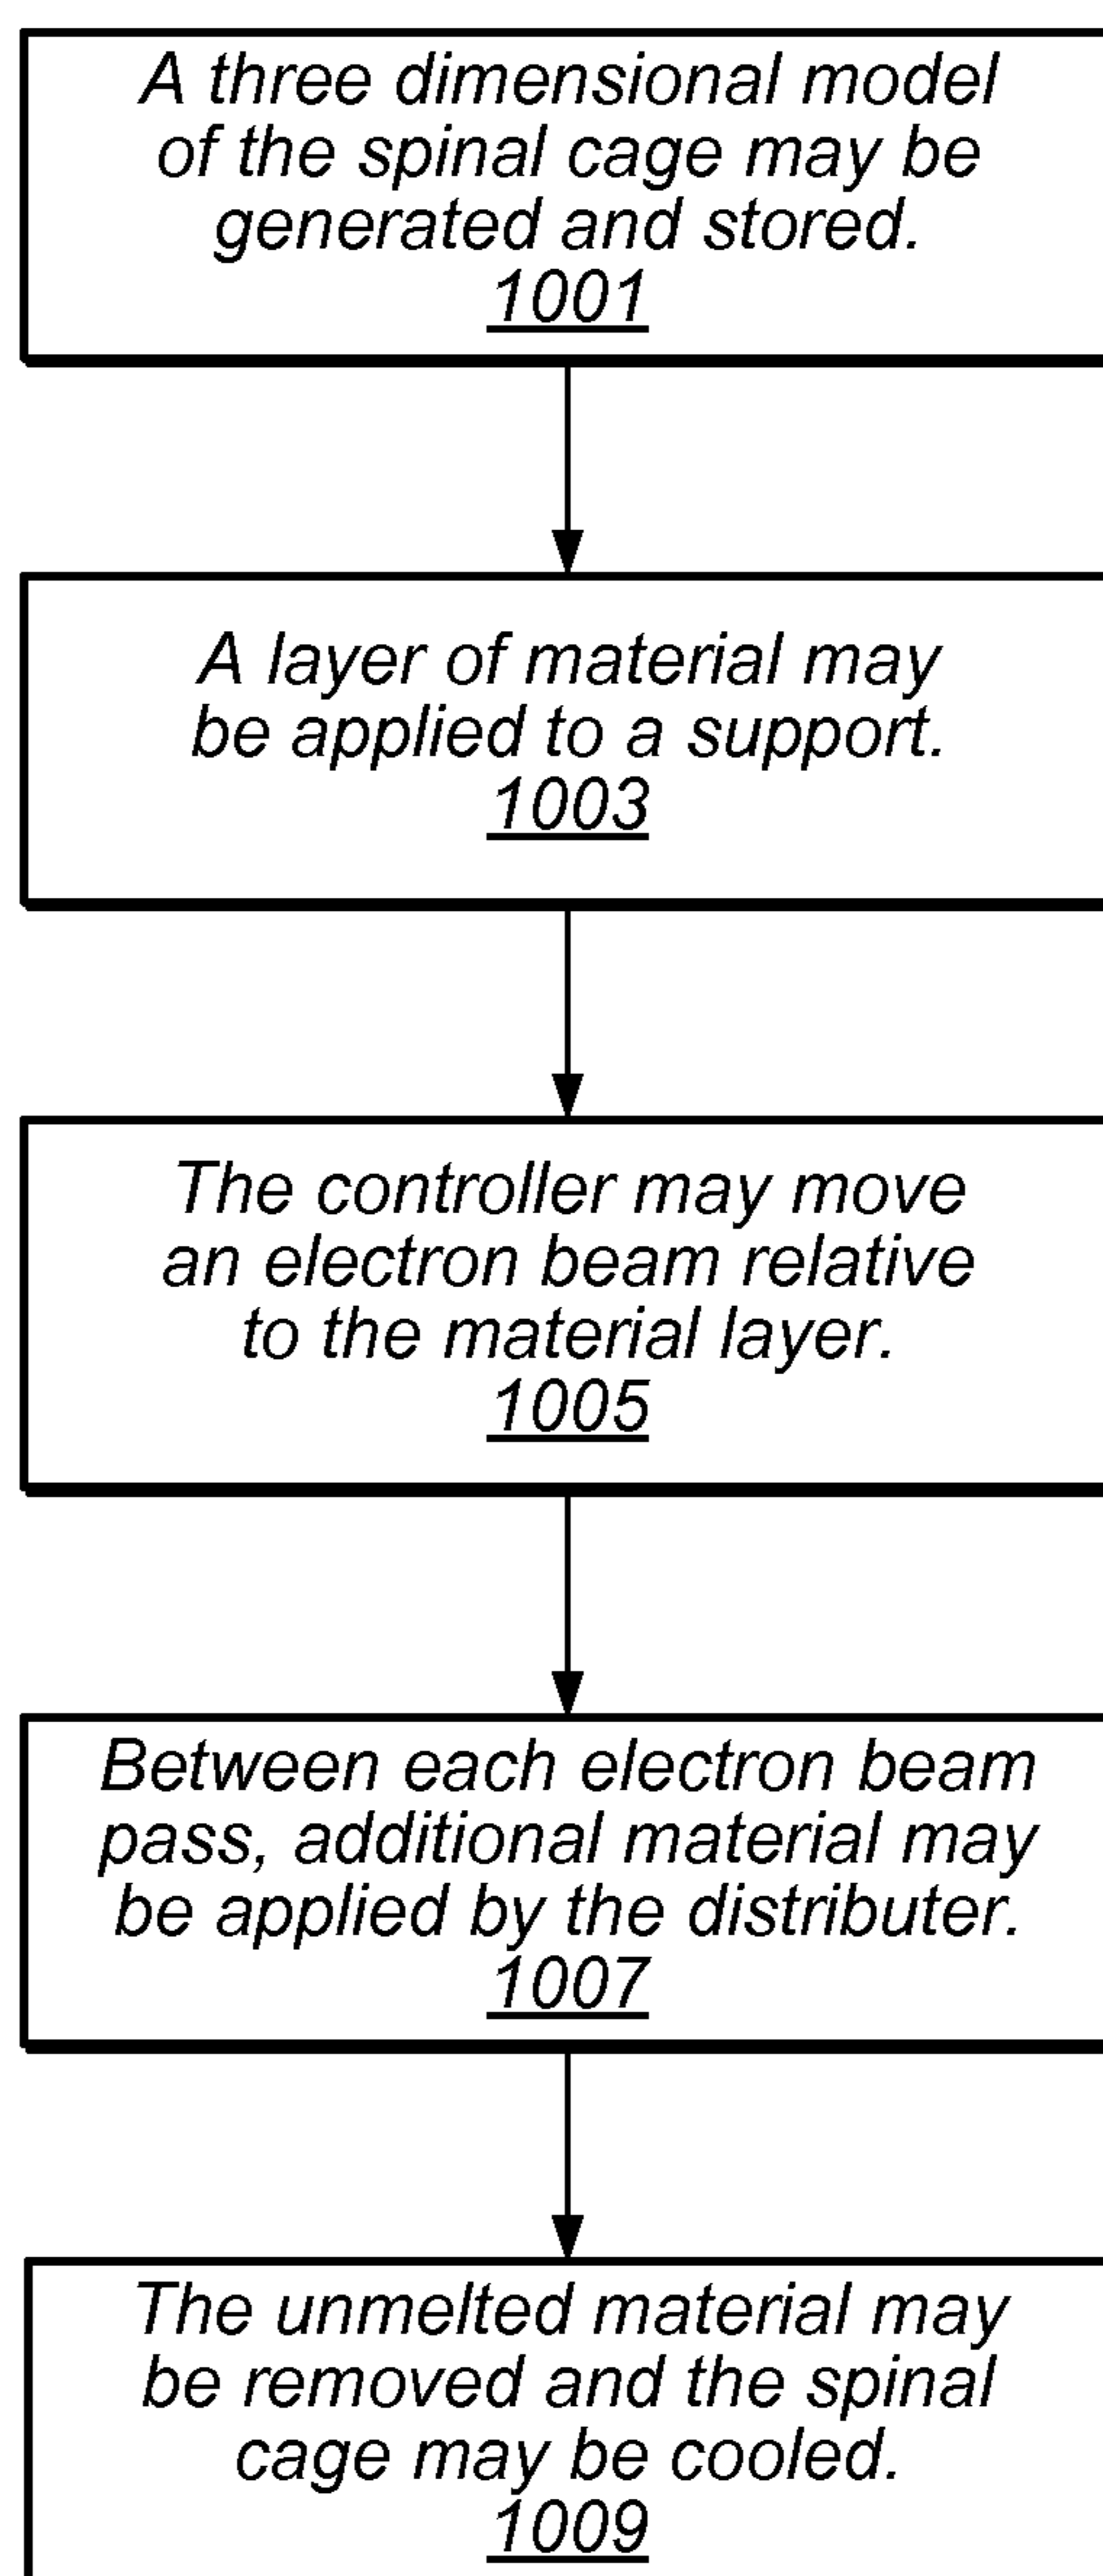 A three dimensional model
of the spinal cage may be
generated and stored.
1001
A layer of material may
be applied to a support.
1003
The controller may move
an electron beam relative
to the material layer.
1005
Between each electron beam
pass, additional material may
be applied by the distributer.
1007
The unmelted material may
be removed and the spinal
cage may be cooled.
1009